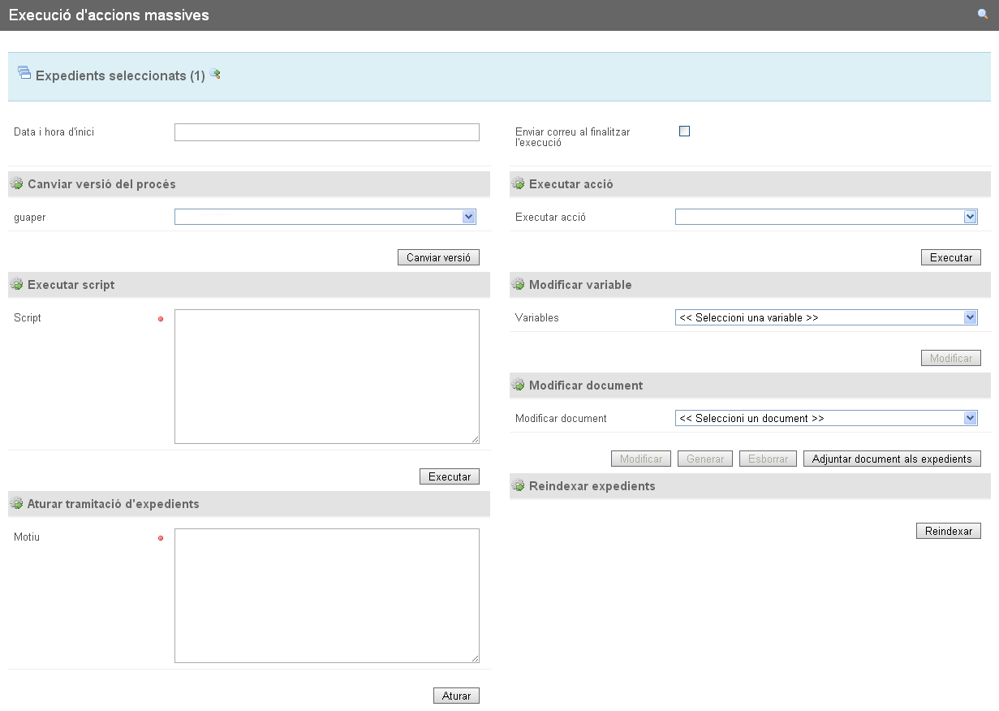 Execució d'accions massives
Expedients seleccionats (1)
Data i hora d'inici
Enviar correu al finalitzar
l'execució
Canviar versió del procés
guaper
Canviar versió
Executar script
Script
Executar
Aturar tramitació d'expedients
Motiu
Aturar
Executar acció
Executar acció
Executar
Modificar variable
Variables
<< Seleccioni una variable >>
Modificar
Modificar document
Modificar document
<< Seleccioni un document >>
Modificar
Generar
Esborrar
Adjuntar document als expedients
Reindexar expedients
Reindexar